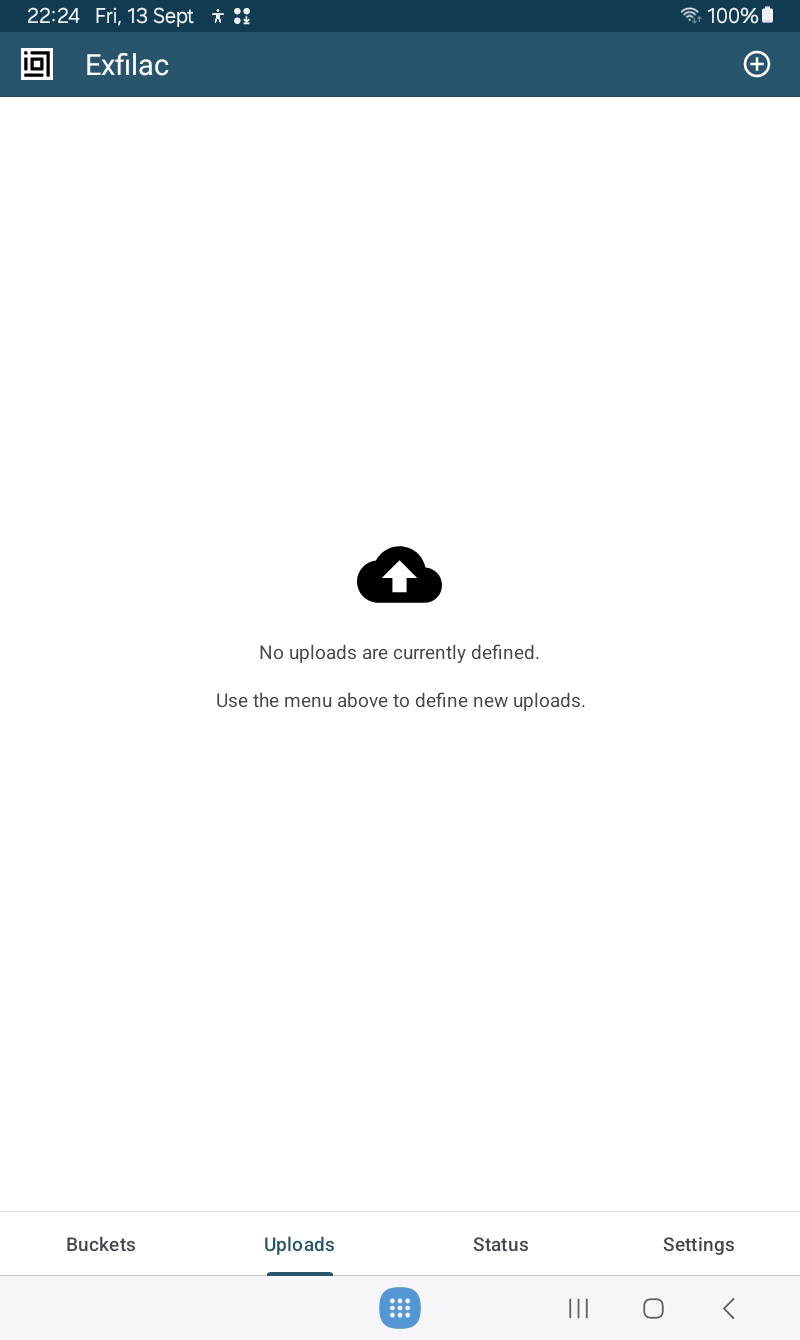 22:24 Fri, 13 Sept 100%
Exfilac
No uploads are currently defined.
Use the menu above to define new uploads.
Buckets Uploads Status Settings